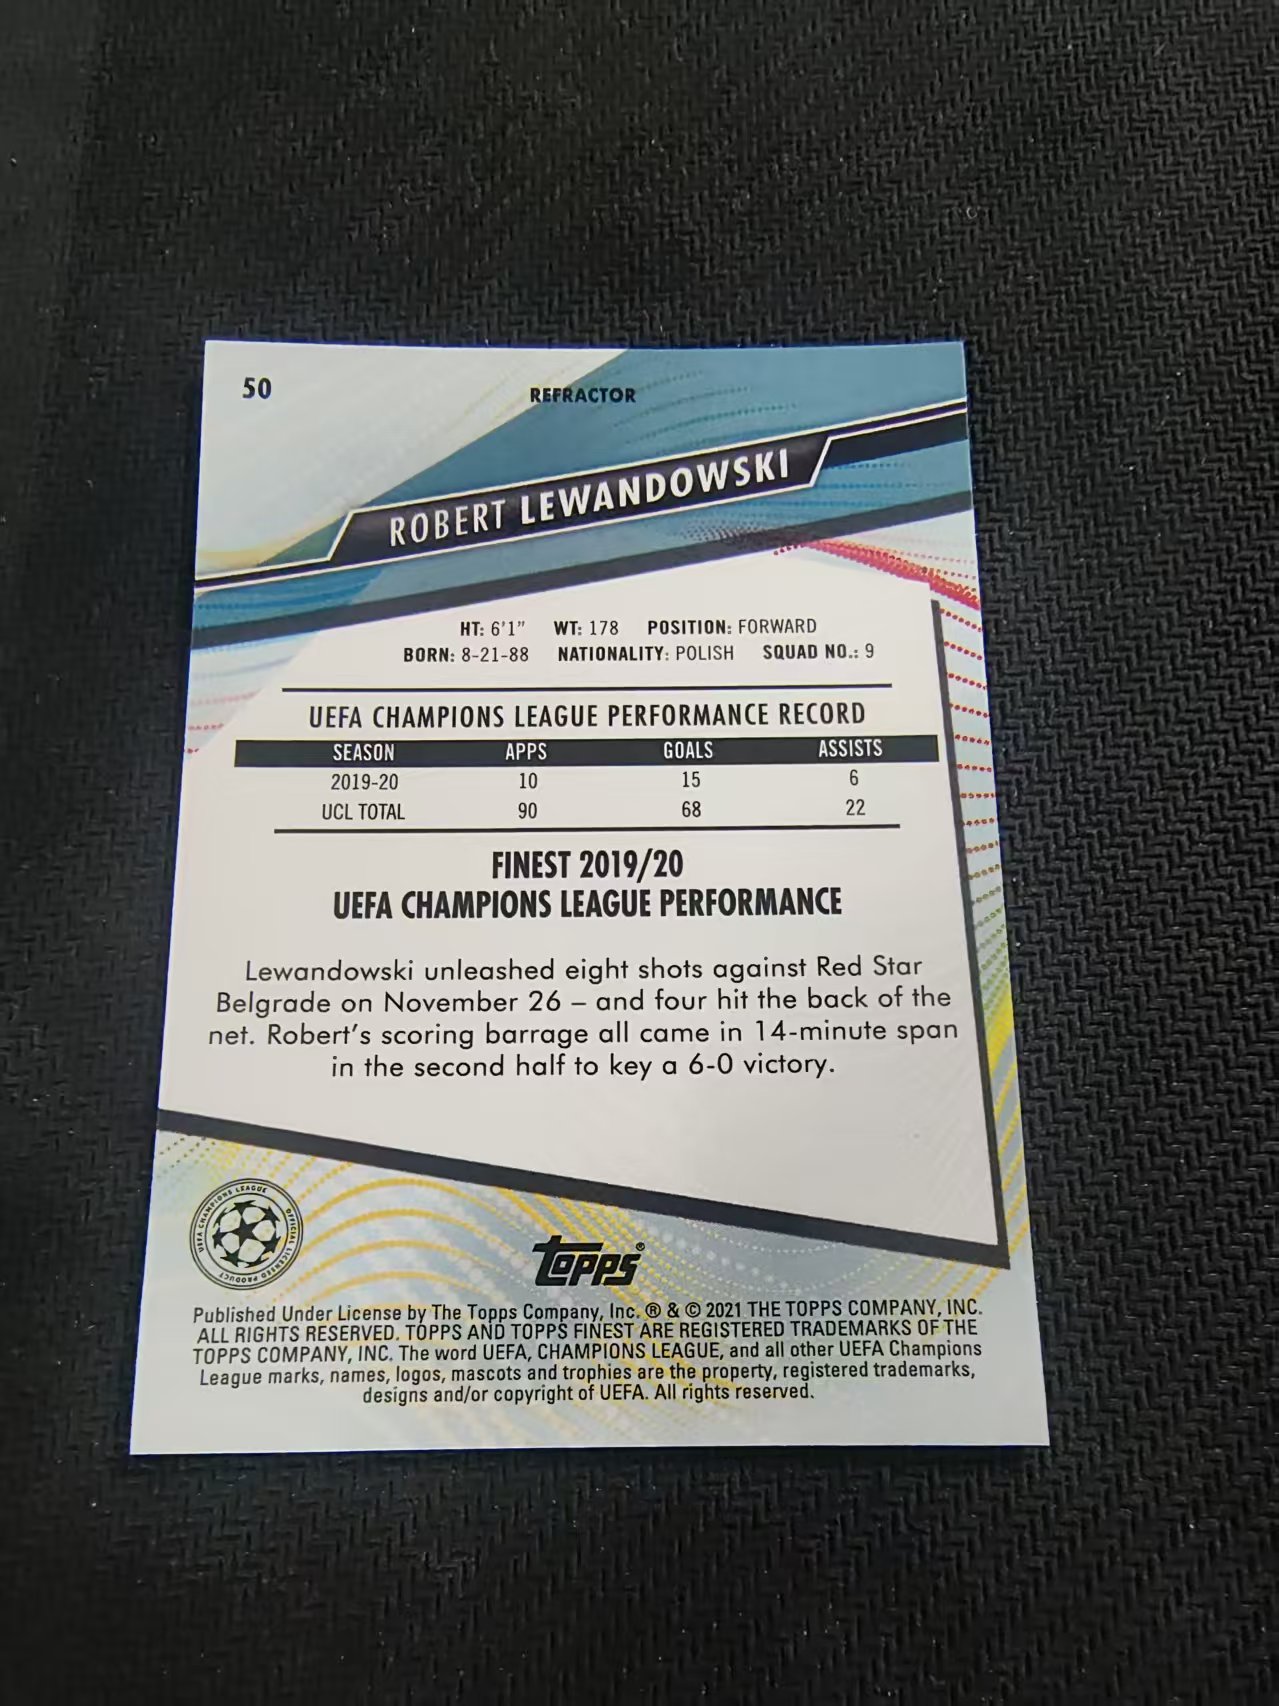 50
REFRACTOR
ROBERT LEWANDOWSKI
HT: 6'1" WT: 178 POSITION: FORWARD
BORN: 8-21-88 NATIONALITY: POLISH SQUAD NO.: 9
UEFA CHAMPIONS LEAGUE PERFORMANCE RECORD
SEASON APPS GOALS ASSISTS
2019-20 10 15 6
UCL TOTAL 90 68 22
FINEST 2019/20
UEFA CHAMPIONS LEAGUE PERFORMANCE
Lewandowski unleashed eight shots against Red Star
Belgrade on November 26 – and four hit the back of the
net. Robert's scoring barrage all came in 14-minute span
in the second half to key a 6-0 victory.
UEFA CHAMPIONS LEAGUE OFFICIAL LICENSED PRODUCT
Topps®
Published Under License by The Topps Company, Inc. ® & © 2021 THE TOPPS COMPANY, INC.
ALL RIGHTS RESERVED. TOPPS AND TOPPS FINEST ARE REGISTERED TRADEMARKS OF THE
TOPPS COMPANY, INC. The word UEFA, CHAMPIONS LEAGUE, and all other UEFA Champions
League marks, names, logos, mascots and trophies are the property, registered trademarks,
designs and/or copyright of UEFA. All rights reserved.